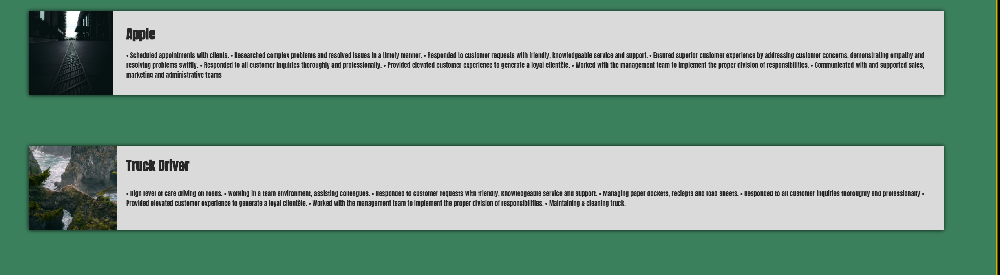 Apple
• Scheduled appointments with clients. • Researched complex problems and resolved issues in a timely manner. • Responded to customer requests with friendly, knowledgeable service and support. • Ensured superior customer experience by addressing customer concerns, demonstrating empathy and
resolving problems swiftly. • Responded to all customer inquiries thoroughly and professionally. • Provided elevated customer experience to generate a loyal clientèle. • Worked with the management team to implement the proper division of responsibilities. • Communicated with and supported sales,
marketing and administrative teams
Truck Driver
• High level of care driving on roads. • Working in a team environment, assisting colleagues. • Responded to customer requests with friendly, knowledgeable service and support. • Managing paper dockets, reciepts and load sheets. • Responded to all customer inquiries thoroughly and professionally •
Provided elevated customer experience to generate a loyal clientèle. • Worked with the management team to implement the proper division of responsibilities. • Maintaining & cleaning truck.